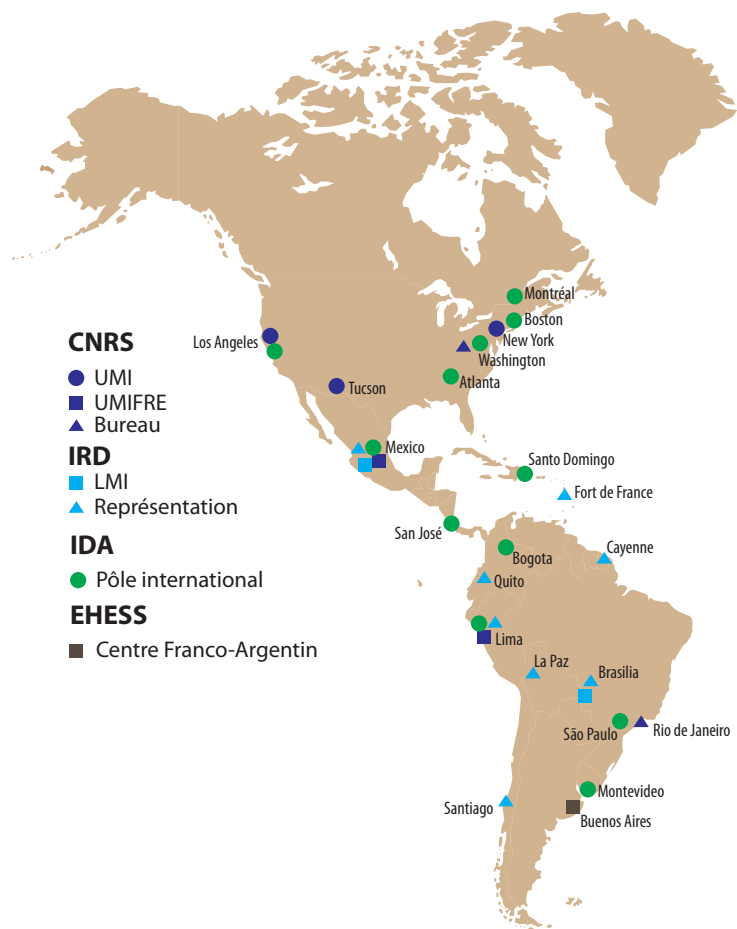 Montréal
Boston
New York
Washington
Los Angeles
Atlanta
Tucson
CNRS
UMI
UMIFRE
Bureau
IRD
LMI
Représentation
IDA
Pôle international
EHESS
Centre Franco-Argentin
Mexico
Santo Domingo
Fort de France
San José
Bogota
Cayenne
Quito
Lima
La Paz
Brasilia
São Paulo
Rio de Janeiro
Montevideo
Santiago
Buenos Aires